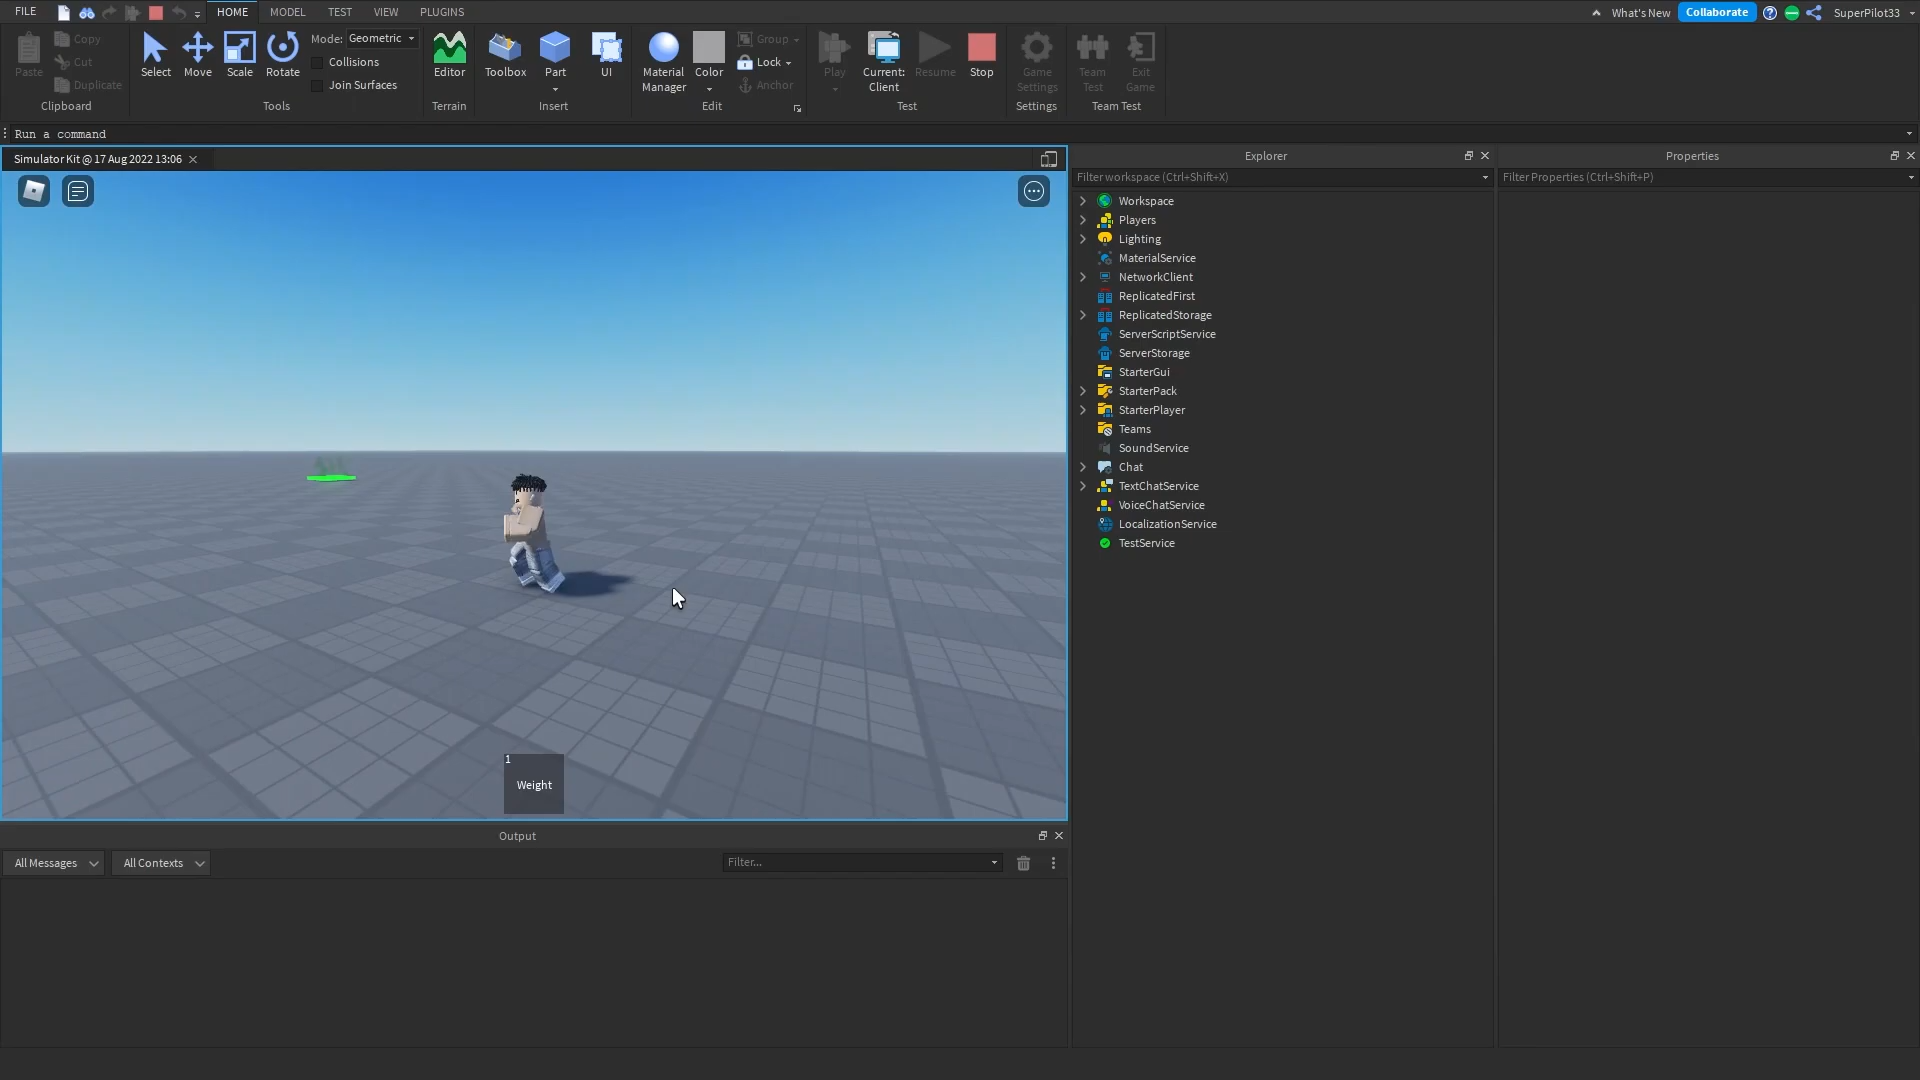 FILE HOME MODEL TEST VIEW PLUGINS What's New Collaborate SuperPilot33
Paste Copy Cut Duplicate Clipboard
Select Move Scale Rotate Mode: Geometric Collisions Join Surfaces Tools
Editor Terrain
Toolbox Part UI Insert
Material Manager Color Group Lock Anchor Edit
Play Current: Client Resume Stop Test
Game Settings Settings
Team Test Exit Game Team Test
Run a command
Simulator Kit @ 17 Aug 2022 13:06
1
Weight
Output
All Messages All Contexts Filter...
Explorer
Filter workspace (Ctrl+Shift+X)
Workspace
Players
Lighting
MaterialService
NetworkClient
ReplicatedFirst
ReplicatedStorage
ServerScriptService
ServerStorage
StarterGui
StarterPack
StarterPlayer
Teams
SoundService
Chat
TextChatService
VoiceChatService
LocalizationService
TestService
Properties
Filter Properties (Ctrl+Shift+P)